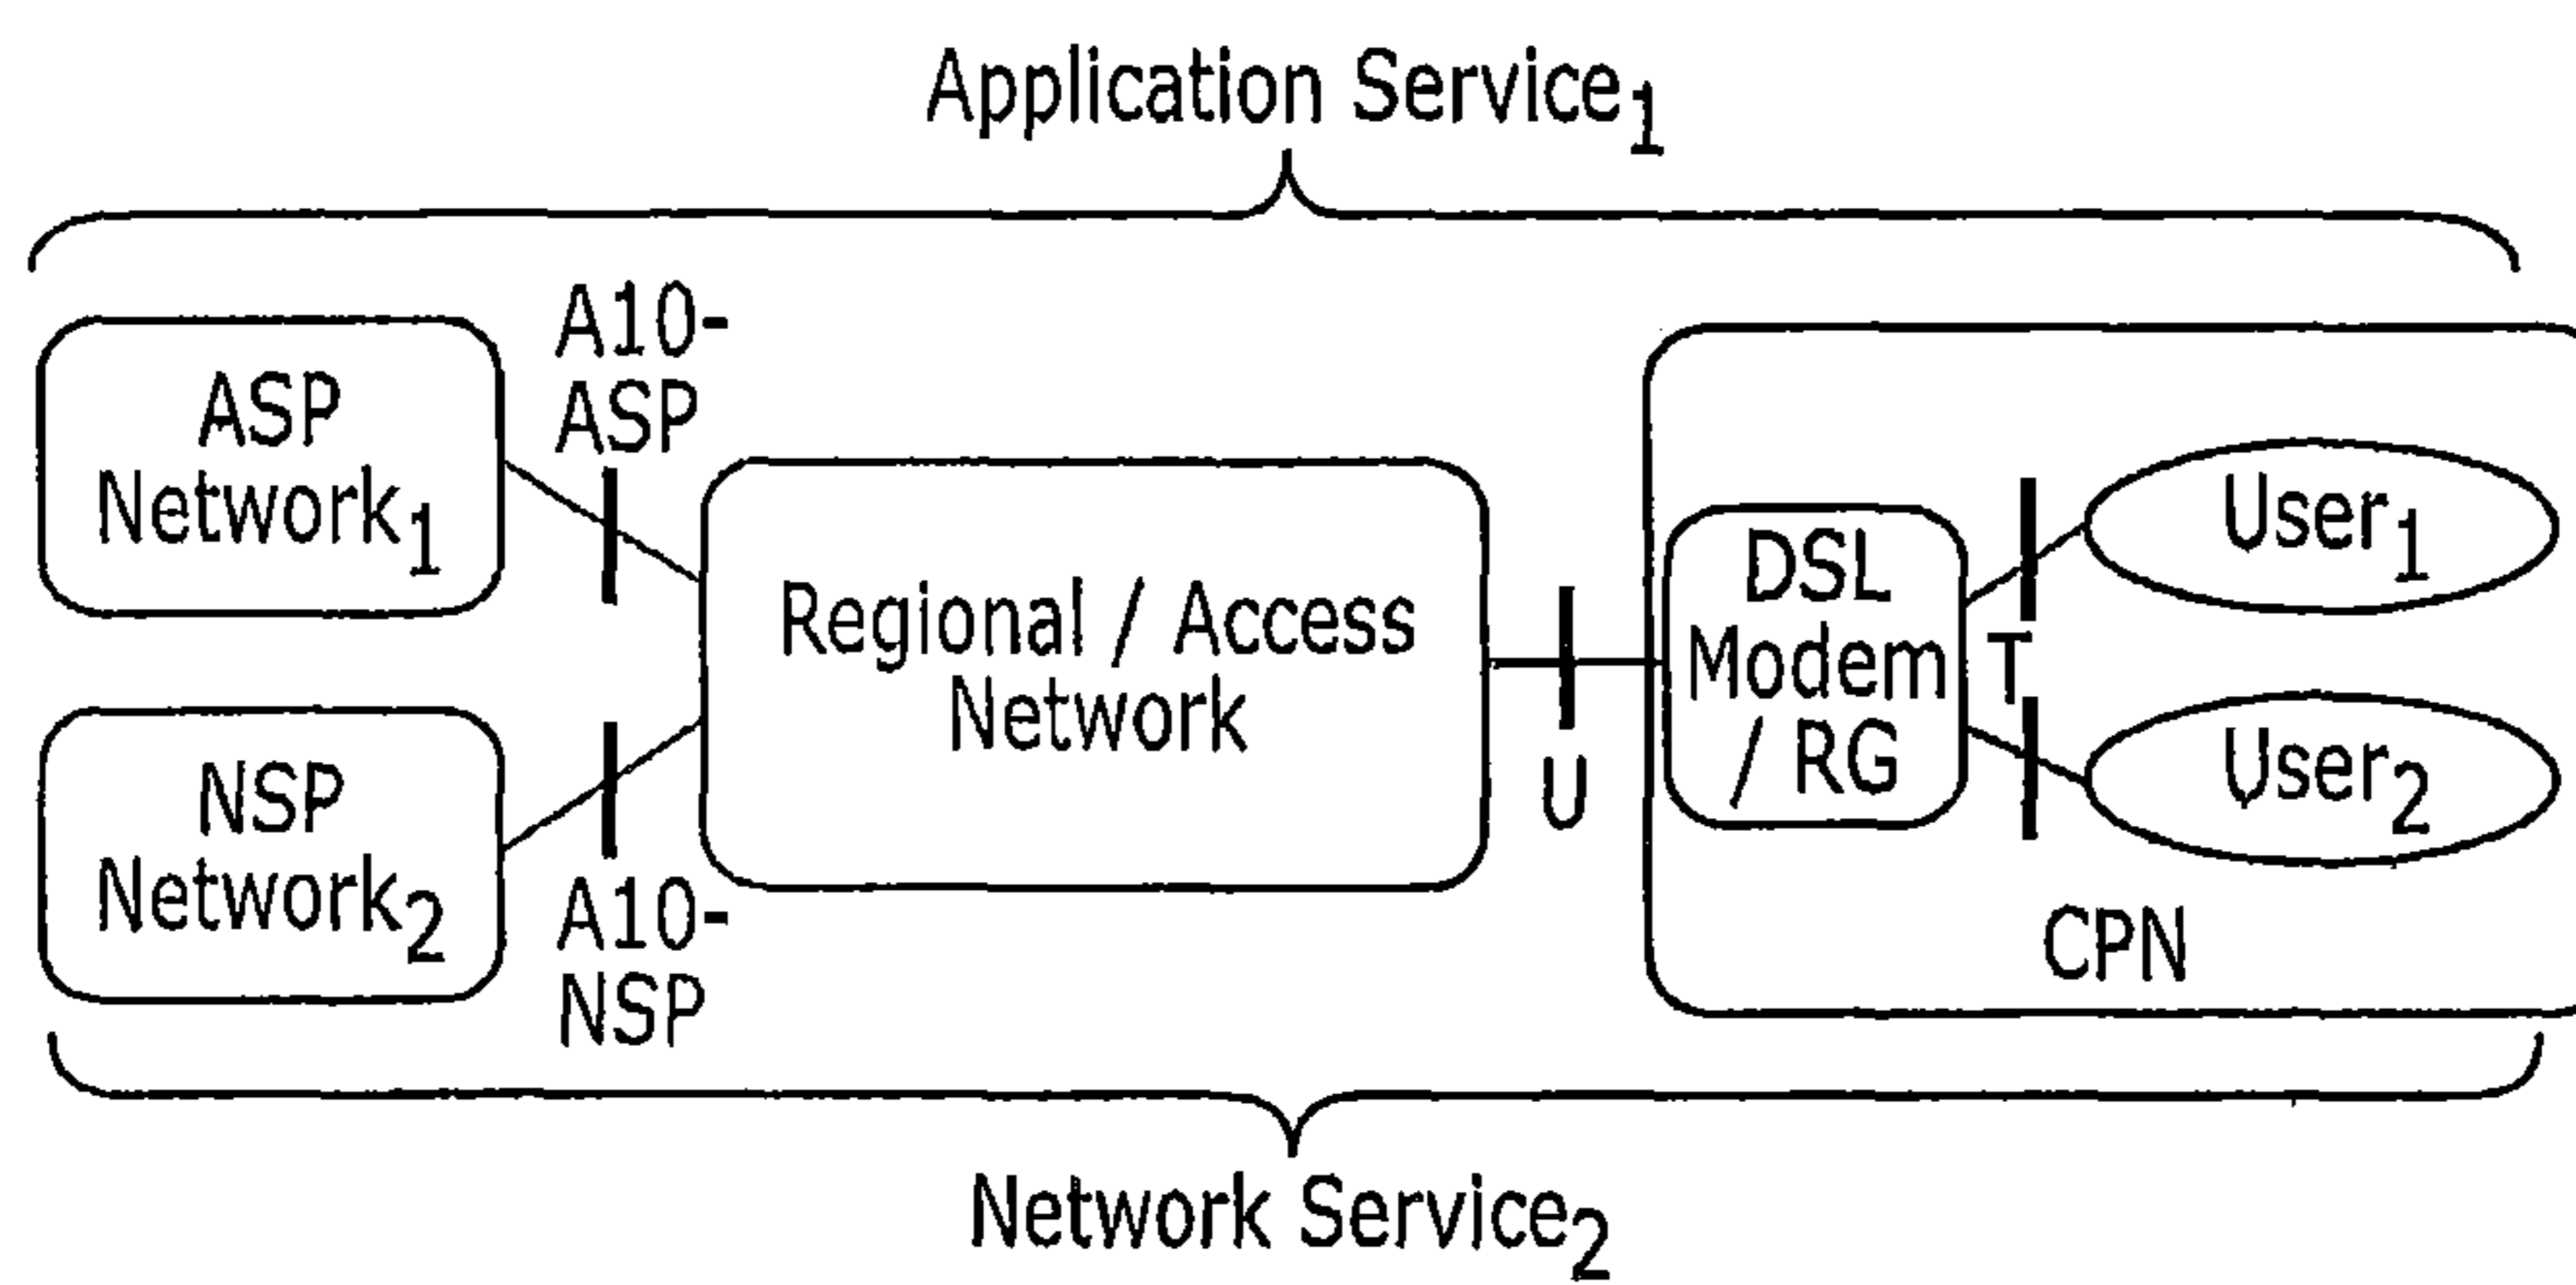 Application Service1
A10-
ASP
ASP
Network1
Regional / Access
Network
NSP
Network2
A10-
NSP
U
DSL
Modem
/ RG
T
User1
User2
CPN
Network Service2